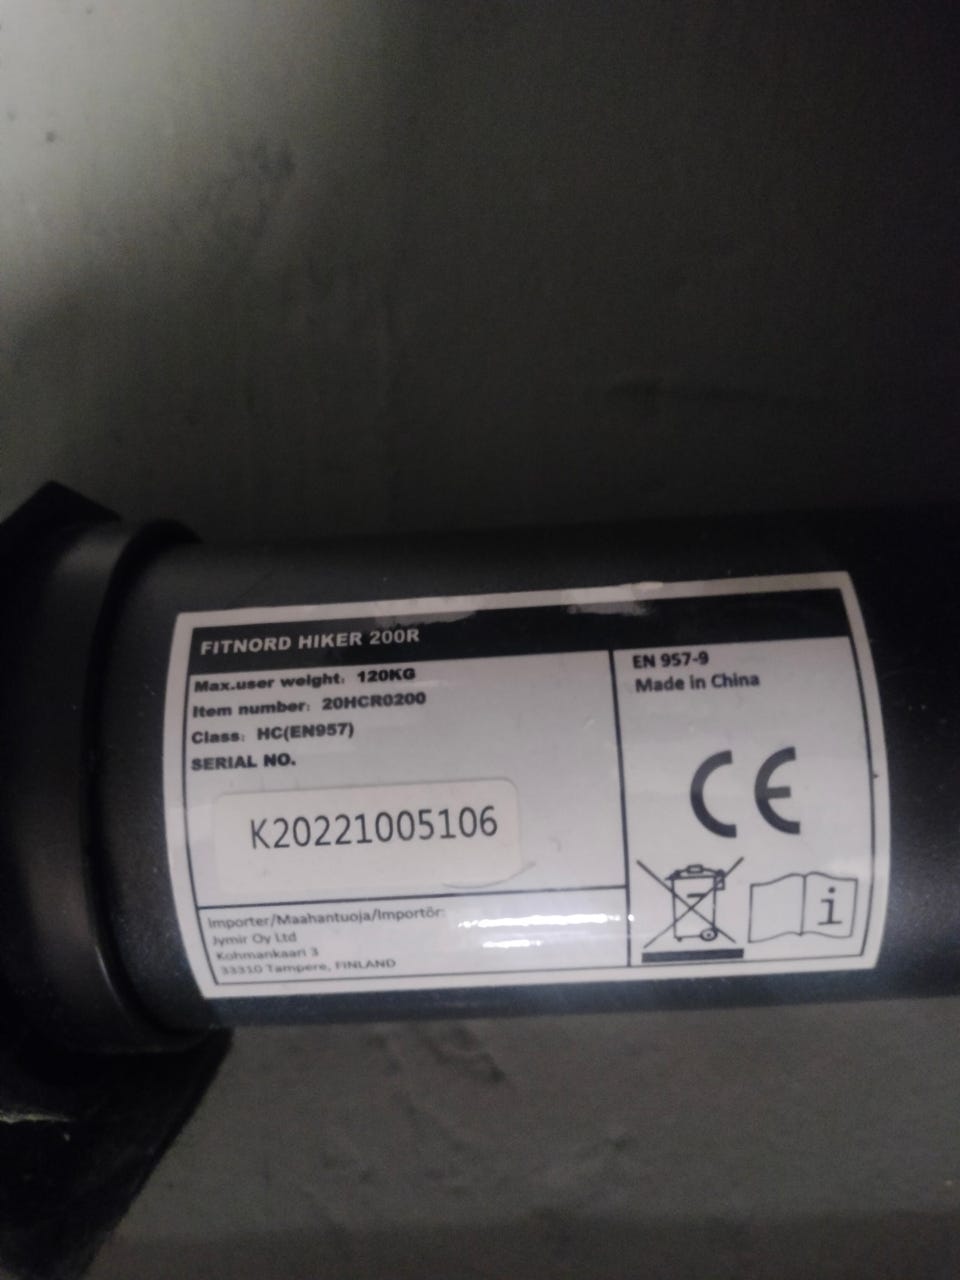 FITNORD HIKER 200R
Max.user weight: 120KG
Item number: 20HCR0200
Class: HC(EN957)
SERIAL NO.
K20221005106
Importer/Maahantuoja/Importör:
Jymir Oy Ltd
Kohmankaari 3
33310 Tampere, FINLAND
EN 957-9
Made in China
CE
i